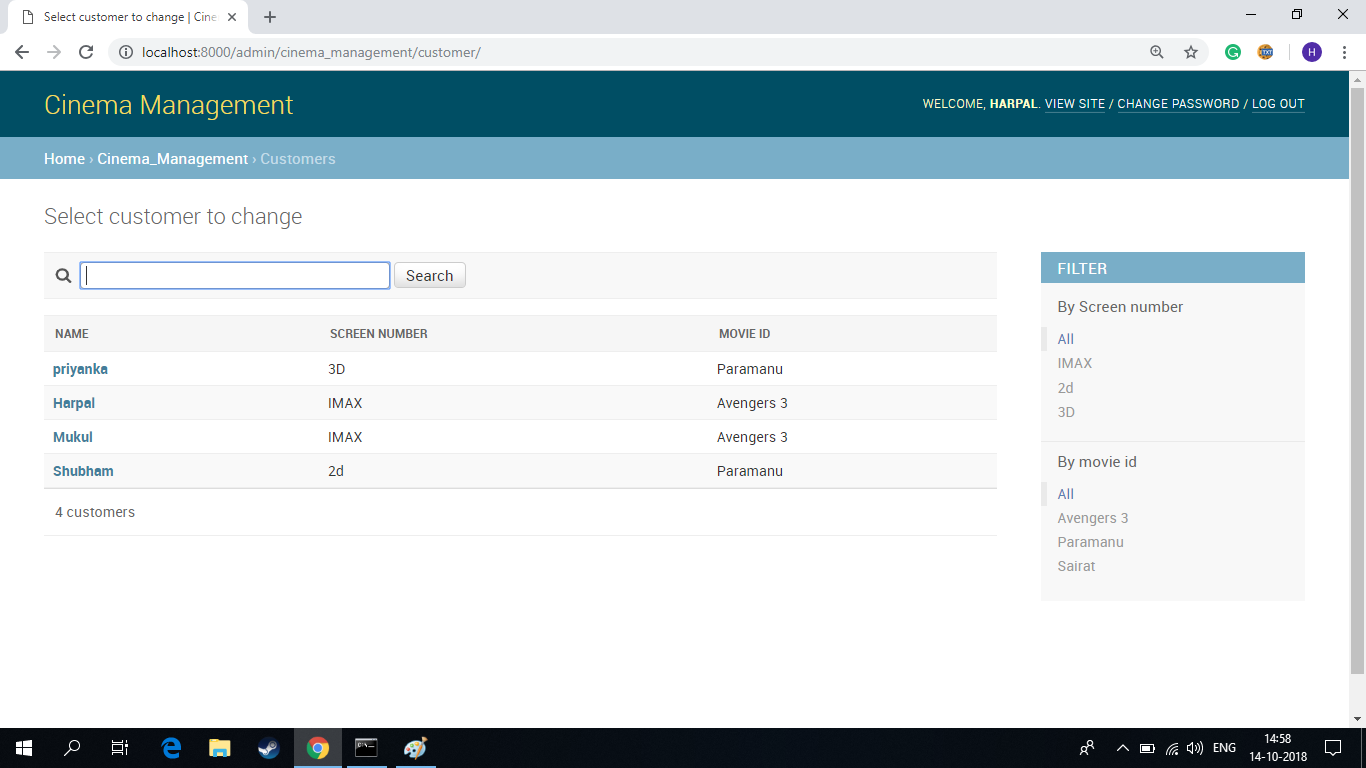 Select customer to change | Cine
localhost:8000/admin/cinema_management/customer/
H
Cinema Management
WELCOME, HARPAL. VIEW SITE / CHANGE PASSWORD / LOG OUT
Home › Cinema_Management › Customers
Select customer to change
Search
NAME SCREEN NUMBER MOVIE ID
priyanka 3D Paramanu
Harpal IMAX Avengers 3
Mukul IMAX Avengers 3
Shubham 2d Paramanu
4 customers
FILTER
By Screen number
All
IMAX
2d
3D
By movie id
All
Avengers 3
Paramanu
Sairat
ENG
14:58
14-10-2018